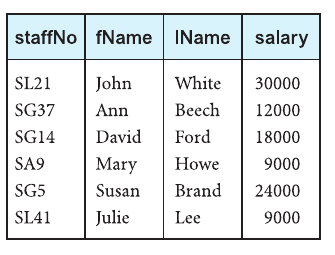 staffNo fName lName salary
SL21 John White 30000
SG37 Ann Beech 12000
SG14 David Ford 18000
SA9 Mary Howe 9000
SG5 Susan Brand 24000
SL41 Julie Lee 9000